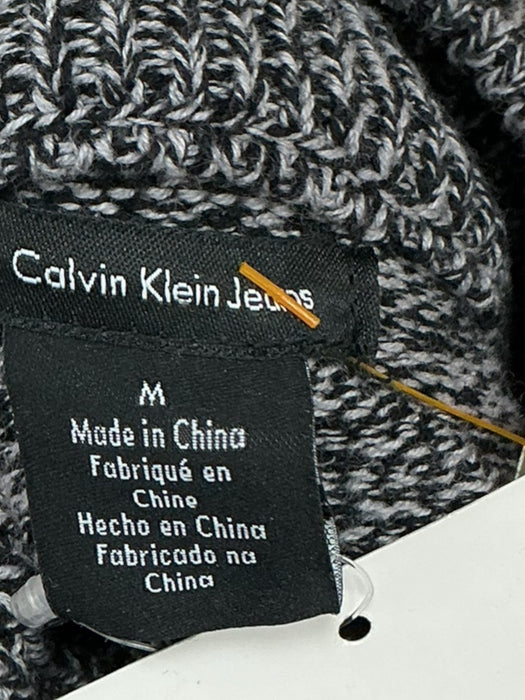 Calvin Klein Jeans
M
Made in China
Fabriqué en
Chine
Hecho en China
Fabricado na
China